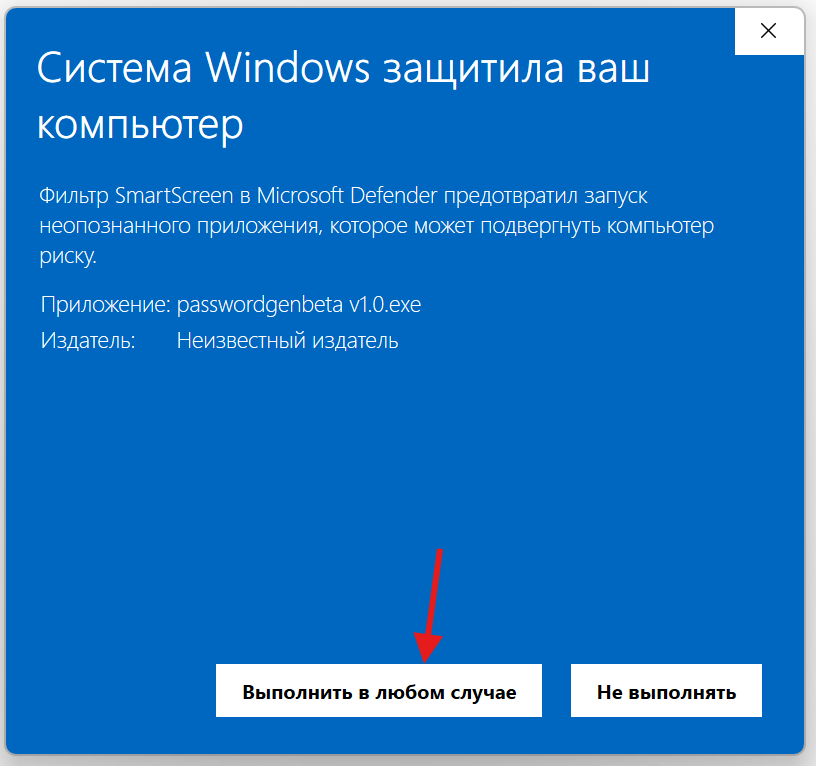 Система Windows защитила ваш
компьютер
Фильтр SmartScreen в Microsoft Defender предотвратил запуск
неопознанного приложения, которое может подвергнуть компьютер
риску.
Приложение: passwordgenbeta v1.0.exe
Издатель: Неизвестный издатель
Выполнить в любом случае
Не выполнять